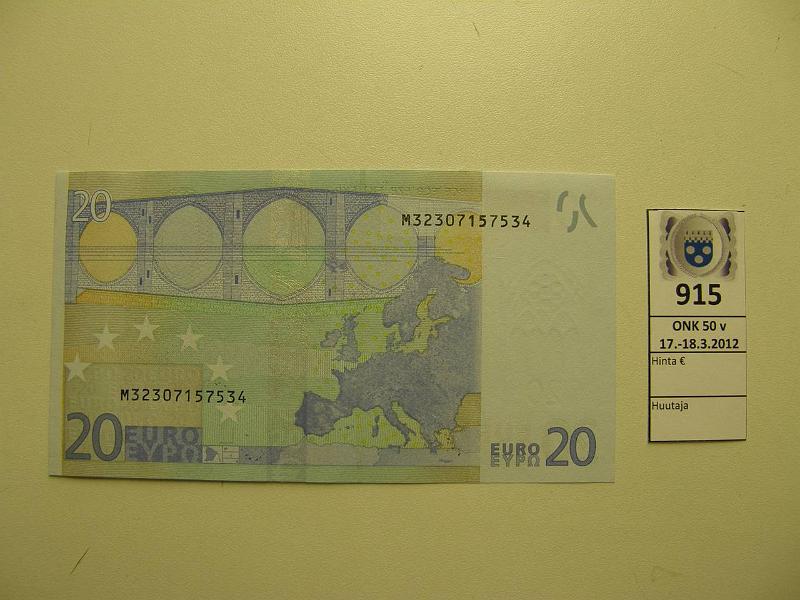 20
M32307157534
M32307157534
20 EURO
ΕΥΡΩ
EURO 20
ΕΥΡΩ
915
ONK 50 v
17.-18.3.2012
Hinta €
Huutaja